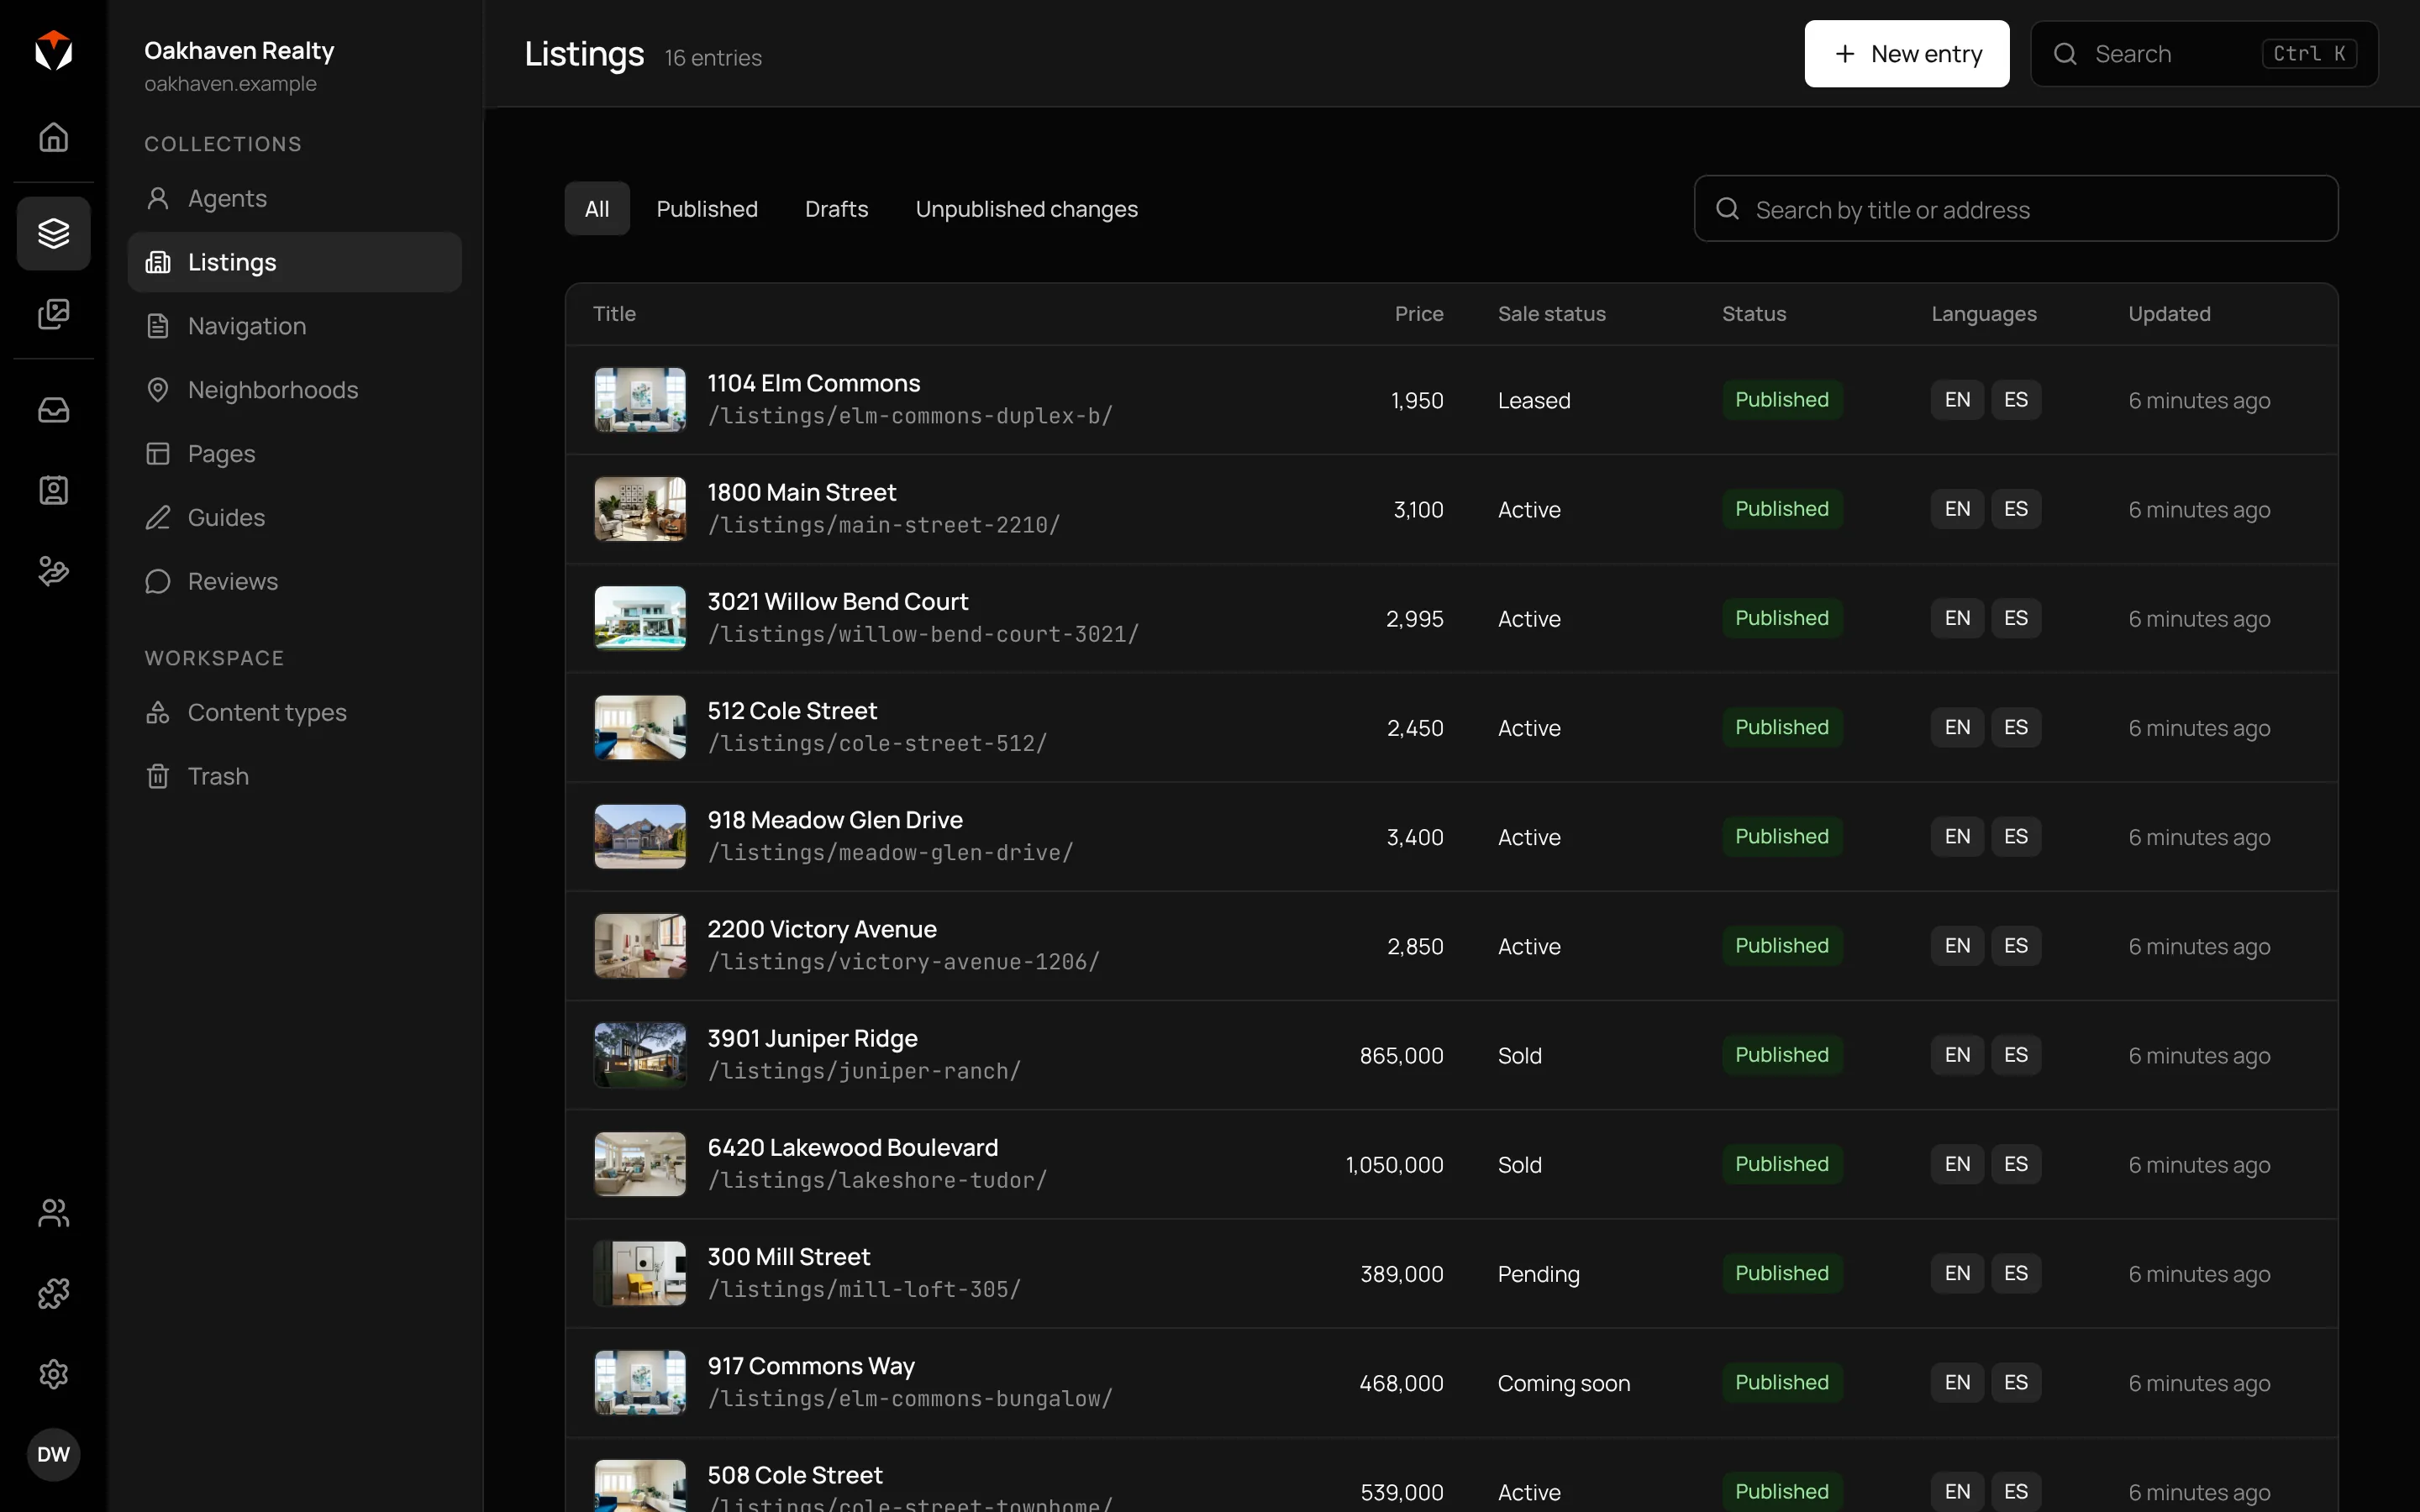 Oakhaven Realty
oakhaven.example
COLLECTIONS
Agents
Listings
Navigation
Neighborhoods
Pages
Guides
Reviews
WORKSPACE
Content types
Trash
DW
Listings 16 entries
New entry
Search Ctrl K
All Published Drafts Unpublished changes
Search by title or address
Title Price Sale status Status Languages Updated
1104 Elm Commons
/listings/elm-commons-duplex-b/
1,950 Leased Published EN ES 6 minutes ago
1800 Main Street
/listings/main-street-2210/
3,100 Active Published EN ES 6 minutes ago
3021 Willow Bend Court
/listings/willow-bend-court-3021/
2,995 Active Published EN ES 6 minutes ago
512 Cole Street
/listings/cole-street-512/
2,450 Active Published EN ES 6 minutes ago
918 Meadow Glen Drive
/listings/meadow-glen-drive/
3,400 Active Published EN ES 6 minutes ago
2200 Victory Avenue
/listings/victory-avenue-1206/
2,850 Active Published EN ES 6 minutes ago
3901 Juniper Ridge
/listings/juniper-ranch/
865,000 Sold Published EN ES 6 minutes ago
6420 Lakewood Boulevard
/listings/lakeshore-tudor/
1,050,000 Sold Published EN ES 6 minutes ago
300 Mill Street
/listings/mill-loft-305/
389,000 Pending Published EN ES 6 minutes ago
917 Commons Way
/listings/elm-commons-bungalow/
468,000 Coming soon Published EN ES 6 minutes ago
508 Cole Street
/listings/cole-street-townhome/
539,000 Active Published EN ES 6 minutes ago